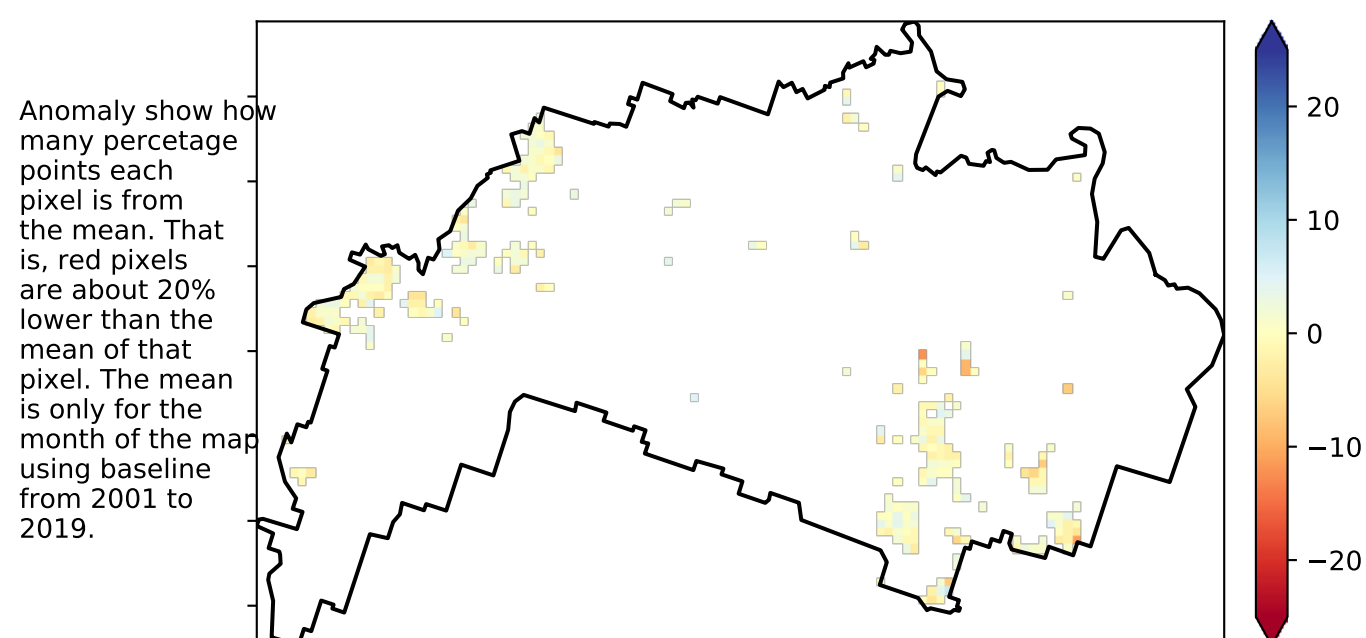 Anomaly show how
many percetage
points each
pixel is from
the mean. That
is, red pixels
are about 20%
lower than the
mean of that
pixel. The mean
is only for the
month of the map
using baseline
from 2001 to
2019.
20
10
0
−10
−20